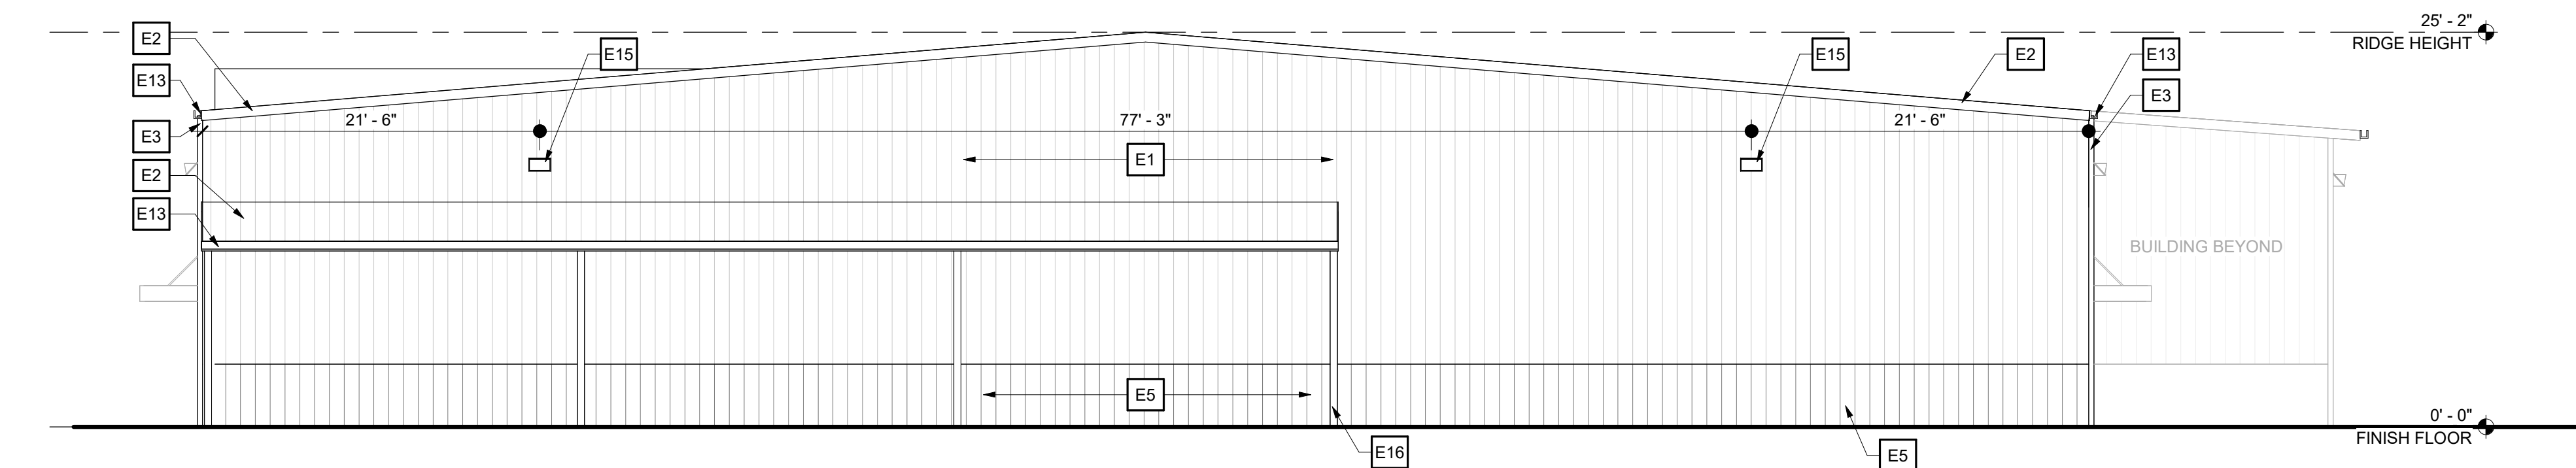 25' - 2"
RIDGE HEIGHT
E2
E15
E15
E2
E13
E13
E3
21' - 6"
77' - 3"
21' - 6"
E3
E1
E2
E13
BUILDING BEYOND
E5
0' - 0"
FINISH FLOOR
E16
E5